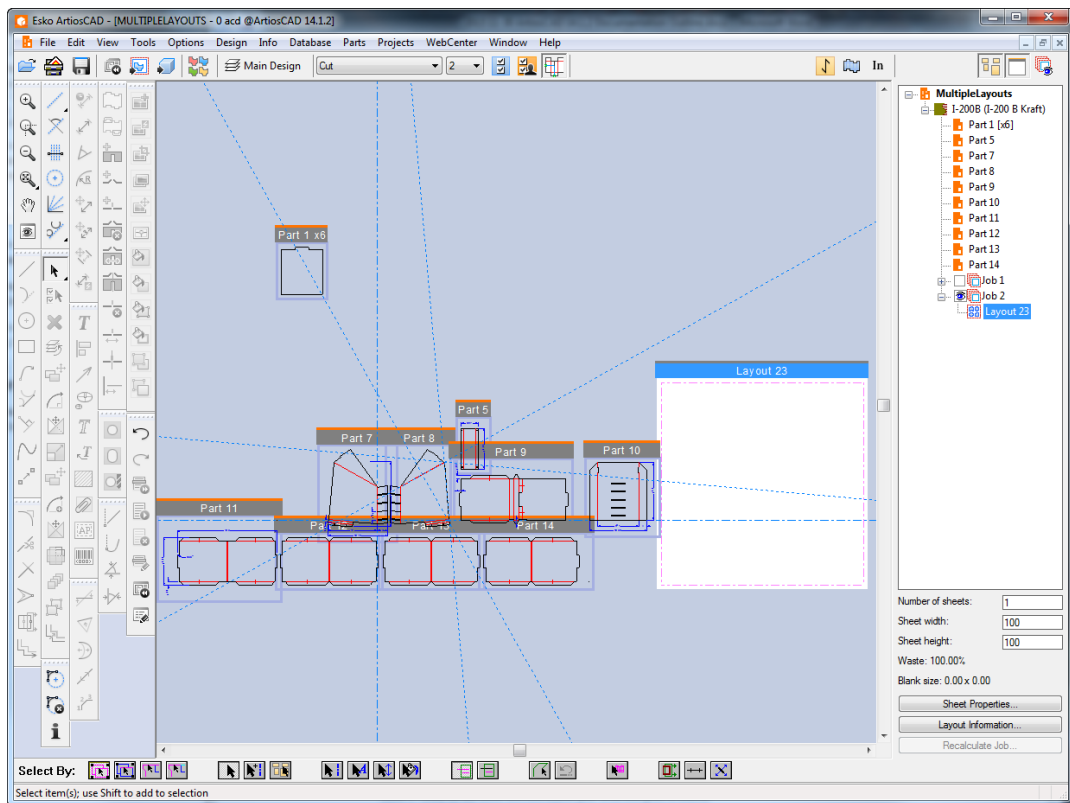 Esko ArtiosCAD - [MULTIPLELAYOUTS - 0 acd @ArtiosCAD 14.1.2]
File Edit View Tools Options Design Info Database Parts Projects WebCenter Window Help
Main Design Cut 2 In
MultipleLayouts
I-200B (I-200 B Kraft)
Part 1 [x6]
Part 5
Part 7
Part 8
Part 9
Part 10
Part 11
Part 12
Part 13
Part 14
Job 1
Job 2
Layout 23
Part 1 x6
Layout 23
Part 5
Part 7 Part 8
Part 9 Part 10
Part 11
Part 14
Number of sheets: 1
Sheet width: 100
Sheet height: 100
Waste: 100.00%
Blank size: 0.00 x 0.00
Sheet Properties...
Layout Information...
Recalculate Job...
Select By:
Select item(s); use Shift to add to selection